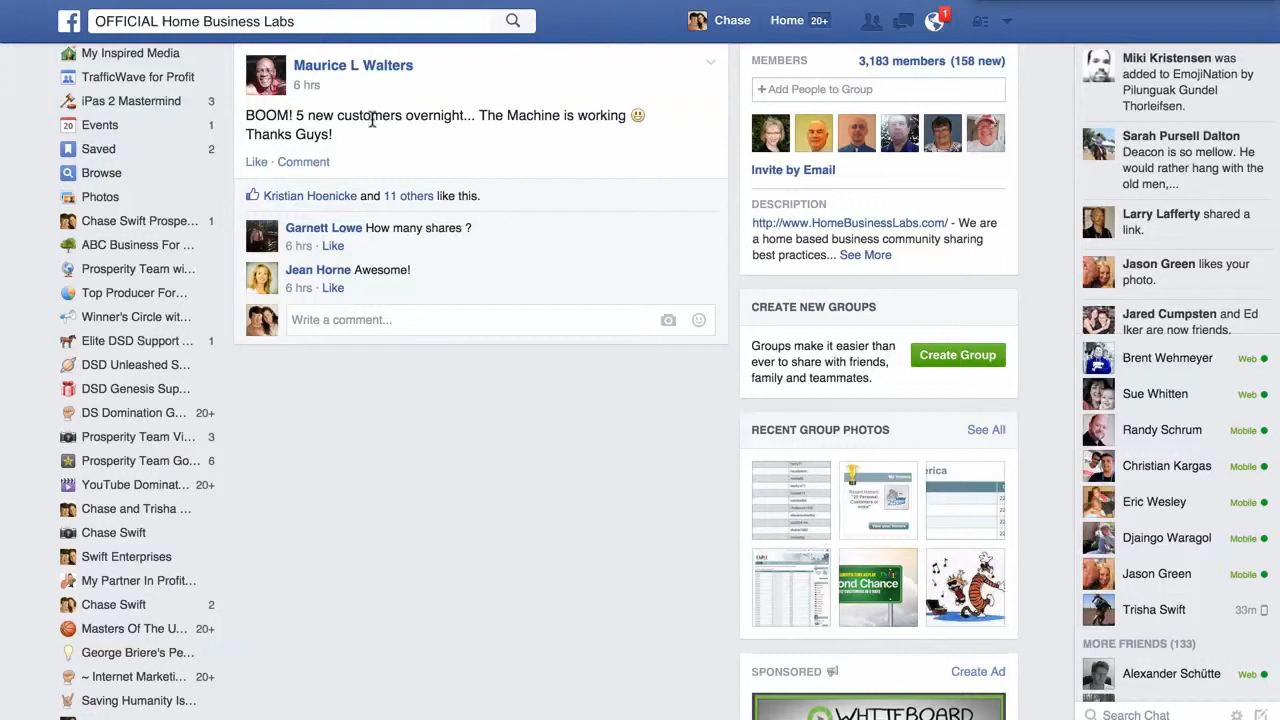 OFFICIAL Home Business Labs
Chase
Home 20+
1
My Inspired Media
TrafficWave for Profit
iPas 2 Mastermind 3
20 Events 1
Saved 2
Browse
Photos
Chase Swift Prospe... 1
ABC Business For ...
Prosperity Team wi...
Top Producer For...
Winner's Circle wit...
Elite DSD Support ... 1
DSD Unleashed S...
DSD Genesis Sup...
DS Domination G... 20+
Prosperity Team Vi... 3
Prosperity Team Go... 6
YouTube Dominat... 20+
Chase and Trisha ...
Chase Swift
Swift Enterprises
My Partner In Profit...
Chase Swift 2
Masters Of The U... 20+
George Briere's Pe...
~ Internet Marketi... 20+
Saving Humanity Is...
Maurice L Walters
6 hrs
BOOM! 5 new customers overnight... The Machine is working
Thanks Guys!
Like · Comment
Kristian Hoenicke and 11 others like this.
Garnett Lowe How many shares ?
6 hrs · Like
Jean Horne Awesome!
6 hrs · Like
Write a comment...
MEMBERS 3,183 members (158 new)
+Add People to Group
Invite by Email
DESCRIPTION
http://www.HomeBusinessLabs.com/ - We are
a home based business community sharing
best practices... See More
CREATE NEW GROUPS
Groups make it easier than
ever to share with friends,
family and teammates.
Create Group
RECENT GROUP PHOTOS See All
erica
ond Chance
SPONSORED Create Ad
WHITEBOARD
Miki Kristensen was
added to EmojiNation by
Pilunguak Gundel
Thorleifsen.
Sarah Pursell Dalton
Deacon is so mellow. He
would rather hang with the
old men,...
Larry Lafferty shared a
link.
Jason Green likes your
photo.
Jared Cumpsten and Ed
Iker are now friends.
Brent Wehmeyer Web
Sue Whitten Web
Randy Schrum Mobile
Christian Kargas Mobile
Eric Wesley Mobile
Djaingo Waragol Mobile
Jason Green Mobile
Trisha Swift 33m
MORE FRIENDS (133)
Alexander Schütte Web
Search Chat